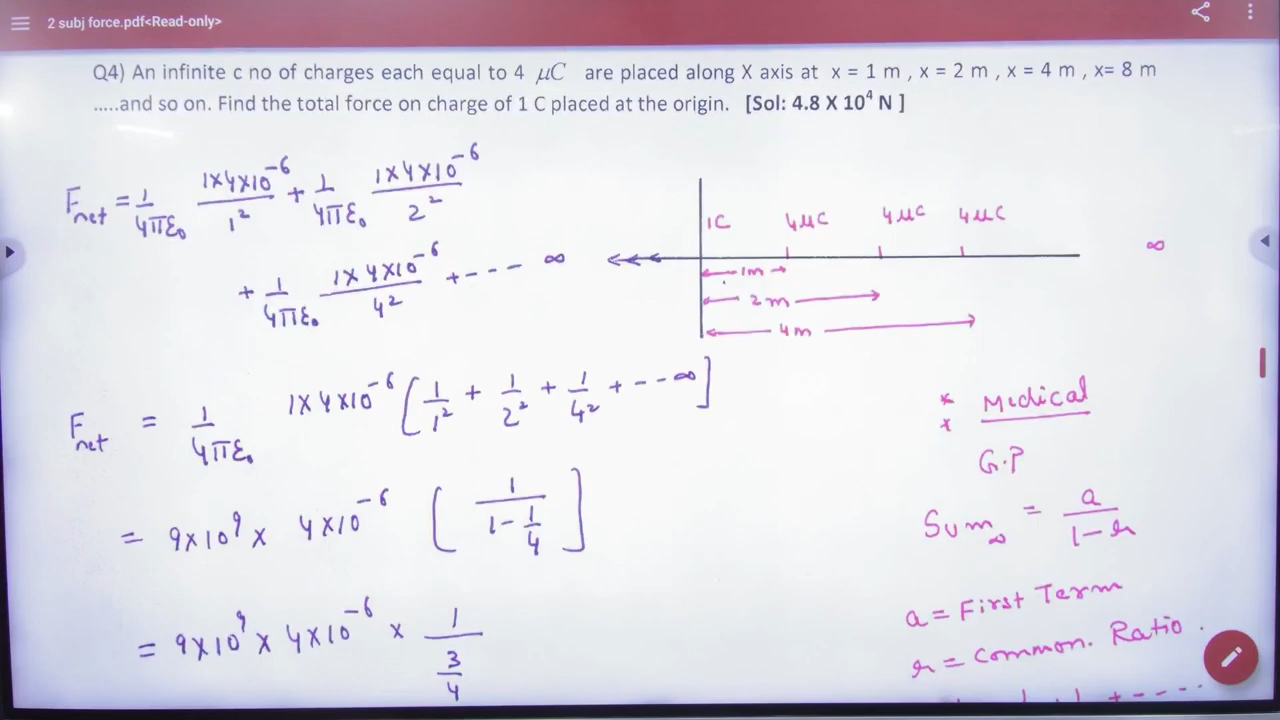 2 subj force.pdf<Read-only>
Q4) An infinite c no of charges each equal to 4 μC are placed along X axis at x = 1 m , x = 2 m , x = 4 m , x= 8 m
.....and so on. Find the total force on charge of 1 C placed at the origin. [Sol: 4.8 X 10⁴ N ]
F_net = 1/4πε₀ 1×4×10⁻⁶/1² + 1/4πε₀ 1×4×10⁻⁶/2²
+ 1/4πε₀ 1×4×10⁻⁶/4² + --- ∞
1C 4μC 4μC 4μC
∞
1m
2m
4m
F_net = 1/4πε₀ 1×4×10⁻⁶ [1/1² + 1/2² + 1/4² + --∞]
= 9×10⁹ × 4×10⁻⁶ [1/(1-1/4)]
= 9×10⁹ × 4×10⁻⁶ × 1/(3/4)
* Medical
*
G.P
Sum∞ = a/(1-r)
a = First Term
r = Common. Ratio